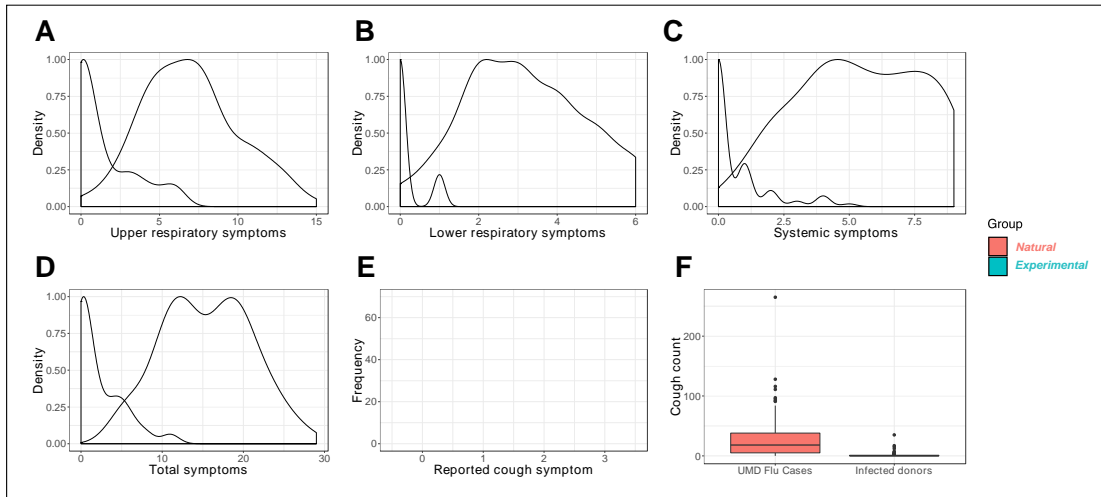 A
Density
1.00
0.75
0.50
0.25
0.00
0 5 10 15
Upper respiratory symptoms
B
Density
1.00
0.75
0.50
0.25
0.00
0 2 4 6
Lower respiratory symptoms
C
Density
1.00
0.75
0.50
0.25
0.00
0.0 2.5 5.0 7.5
Systemic symptoms
Group
Natural
Experimental
D
Density
1.00
0.75
0.50
0.25
0.00
0 10 20 30
Total symptoms
E
Frequency
60
40
20
0
0 1 2 3
Reported cough symptom
F
Cough count
200
100
0
UMD Flu Cases Infected donors